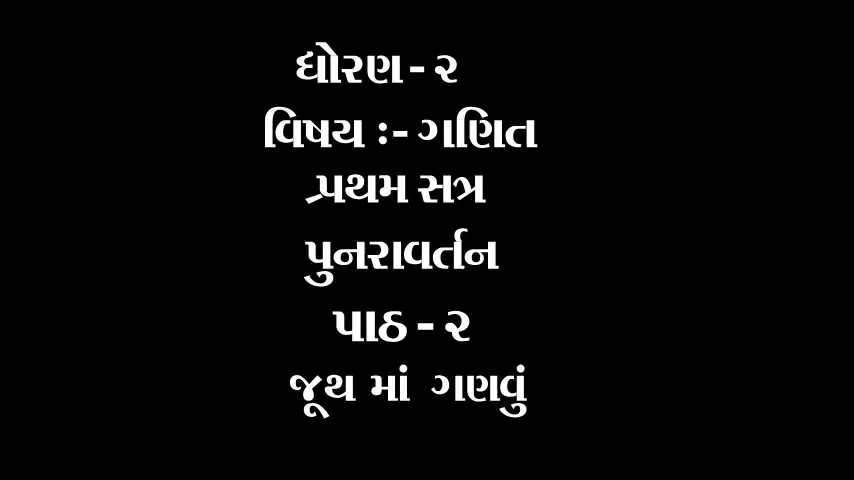 ધોરણ - ૨
વિષય :- ગણિત
પ્રથમ સત્ર
પુનરાવર્તન
પાઠ - ૨
જૂથ માં ગણવું